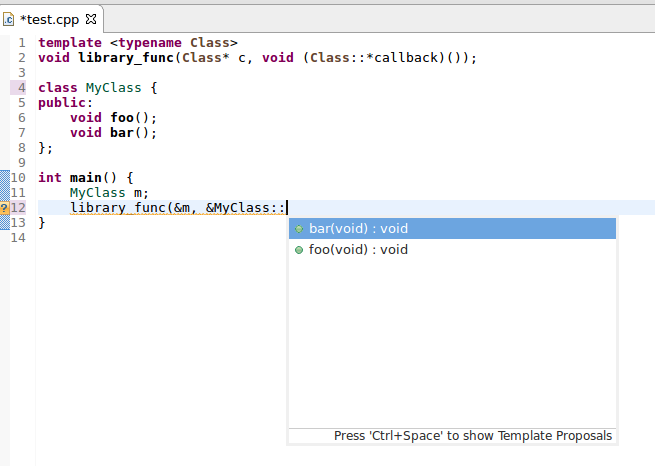 *test.cpp
1 template <typename Class>
2 void library_func(Class* c, void (Class::*callback)());
3
4 class MyClass {
5 public:
6     void foo();
7     void bar();
8 };
9
10 int main() {
11     MyClass m;
12     library_func(&m, &MyClass::
bar(void) : void
foo(void) : void
13 }
14
Press 'Ctrl+Space' to show Template Proposals